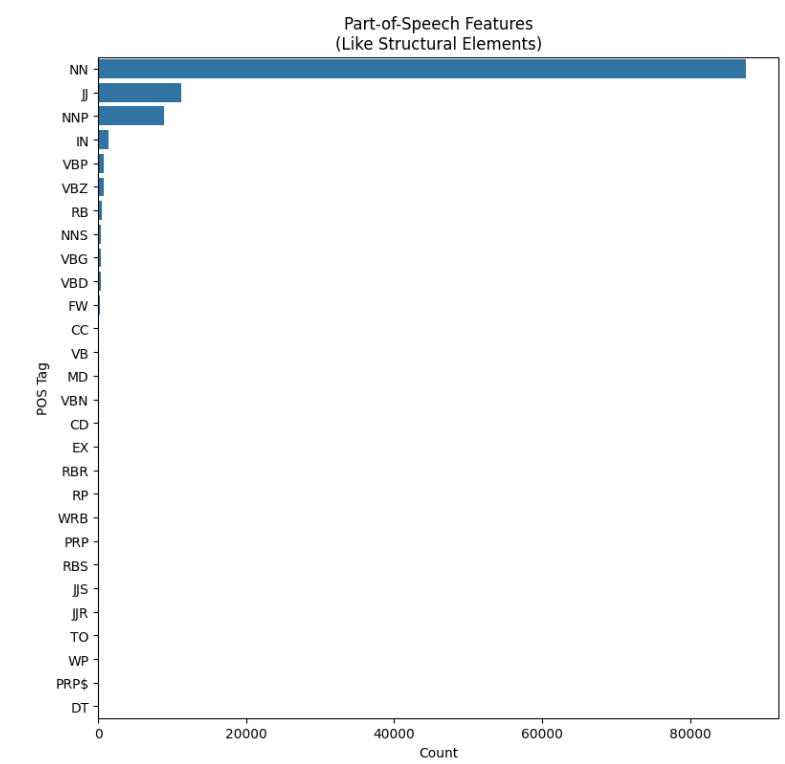 Part-of-Speech Features
(Like Structural Elements)
NN
JJ
NNP
IN
VBP
VBZ
RB
NNS
VBG
VBD
FW
CC
VB
MD
VBN
CD
EX
RBR
RP
WRB
PRP
RBS
JJS
JJR
TO
WP
PRP$
DT
POS Tag
0 20000 40000 60000 80000
Count